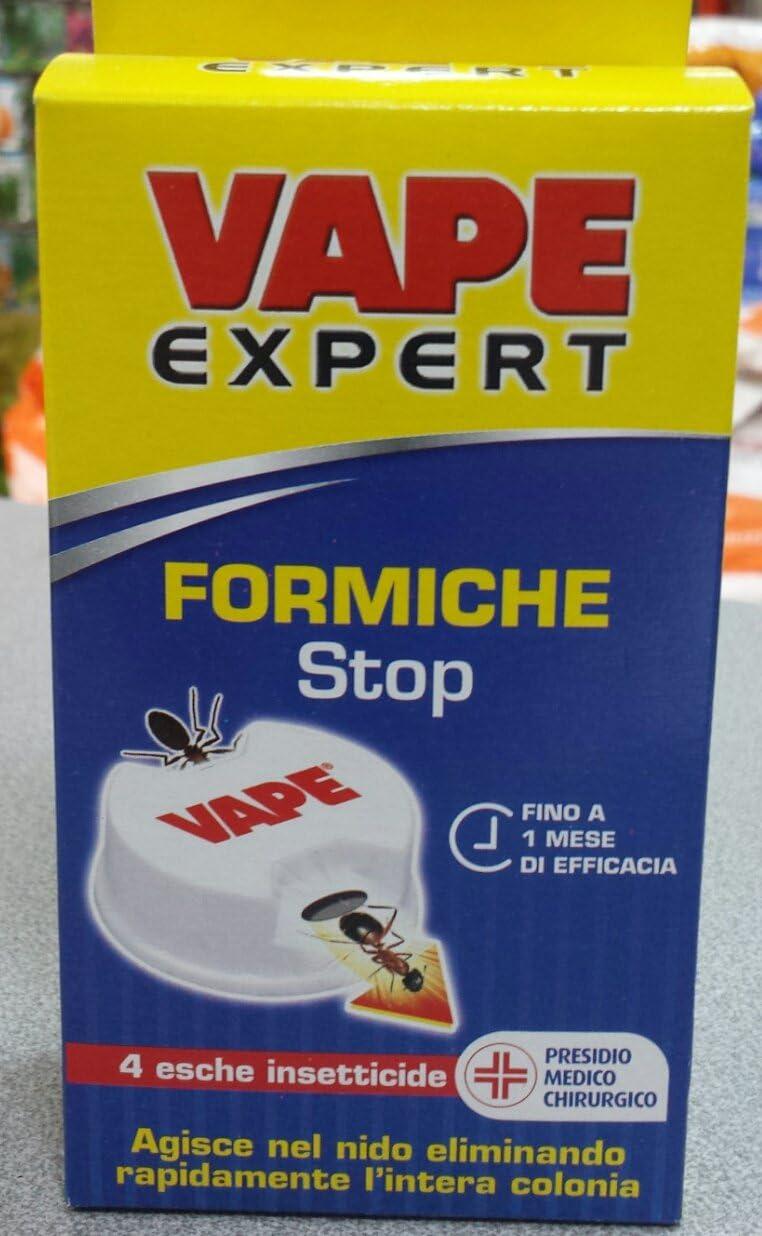 EXPERT
VAPE
EXPERT
FORMICHE
Stop
VAPE®
FINO A
1 MESE
DI EFFICACIA
4 esche insetticide
PRESIDIO
MEDICO
CHIRURGICO
Agisce nel nido eliminando
rapidamente l'intera colonia